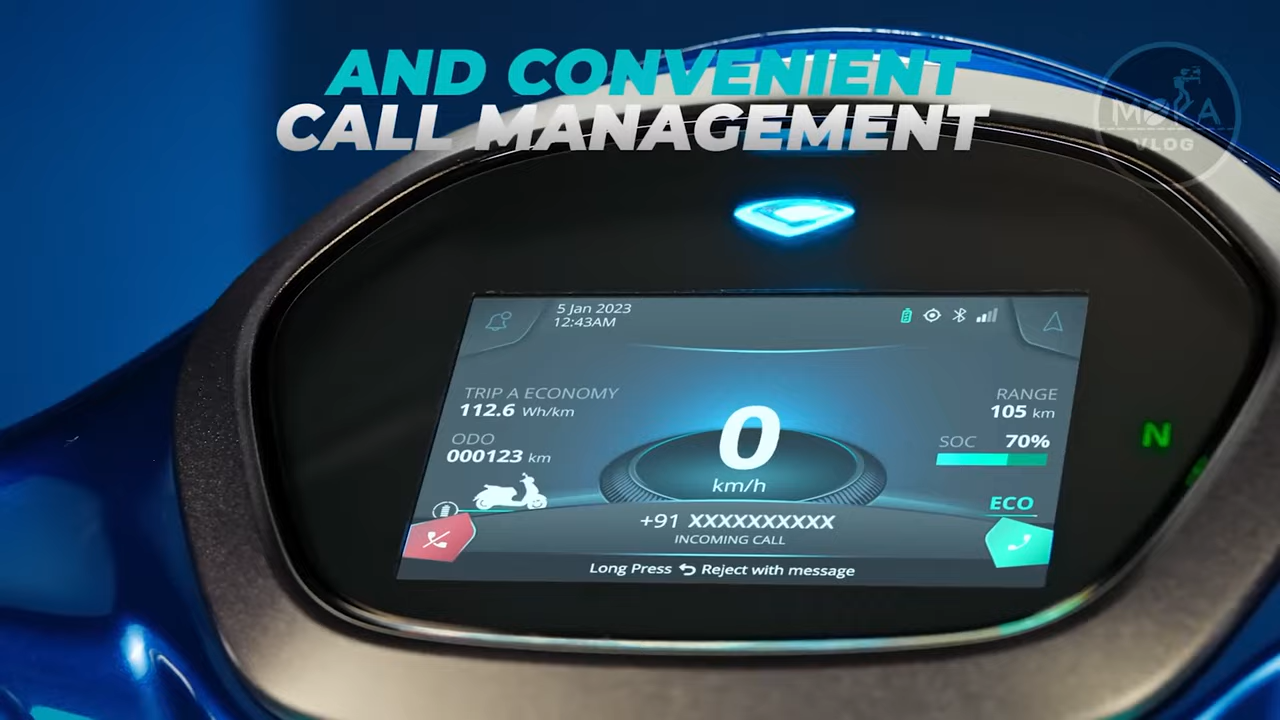 AND CONVENIENT
CALL MANAGEMENT
MOKA
VLOG
5 Jan 2023
12:43AM
TRIP A ECONOMY
112.6 Wh/km
ODO
000123 km
0
km/h
RANGE
105 km
SOC 70%
N
ECO
+91 XXXXXXXXXX
INCOMING CALL
Long Press Reject with message